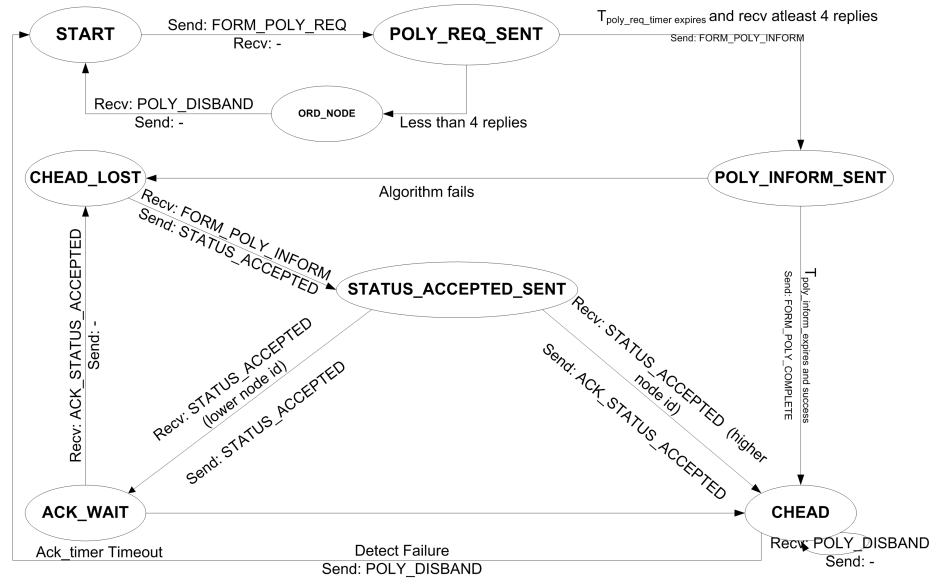 START
Send: FORM_POLY_REQ
Recv: -
POLY_REQ_SENT
Tpoly_req_timer expires and recv atleast 4 replies
Send: FORM_POLY_INFORM
Recv: POLY_DISBAND
Send: -
ORD_NODE
Less than 4 replies
CHEAD_LOST
Algorithm fails
POLY_INFORM_SENT
Recv: FORM_POLY_INFORM
Send: STATUS_ACCEPTED
STATUS_ACCEPTED_SENT
Tpoly_inform_expires and success
Send: FORM_POLY_COMPLETE
Recv: ACK_STATUS_ACCEPTED
Send: -
Recv: STATUS_ACCEPTED
(lower node id)
Send: STATUS_ACCEPTED
Recv: STATUS_ACCEPTED (higher
node id)
Send: ACK_STATUS_ACCEPTED
ACK_WAIT
CHEAD
Ack_timer Timeout
Detect Failure
Send: POLY_DISBAND
Recv: POLY_DISBAND
Send: -